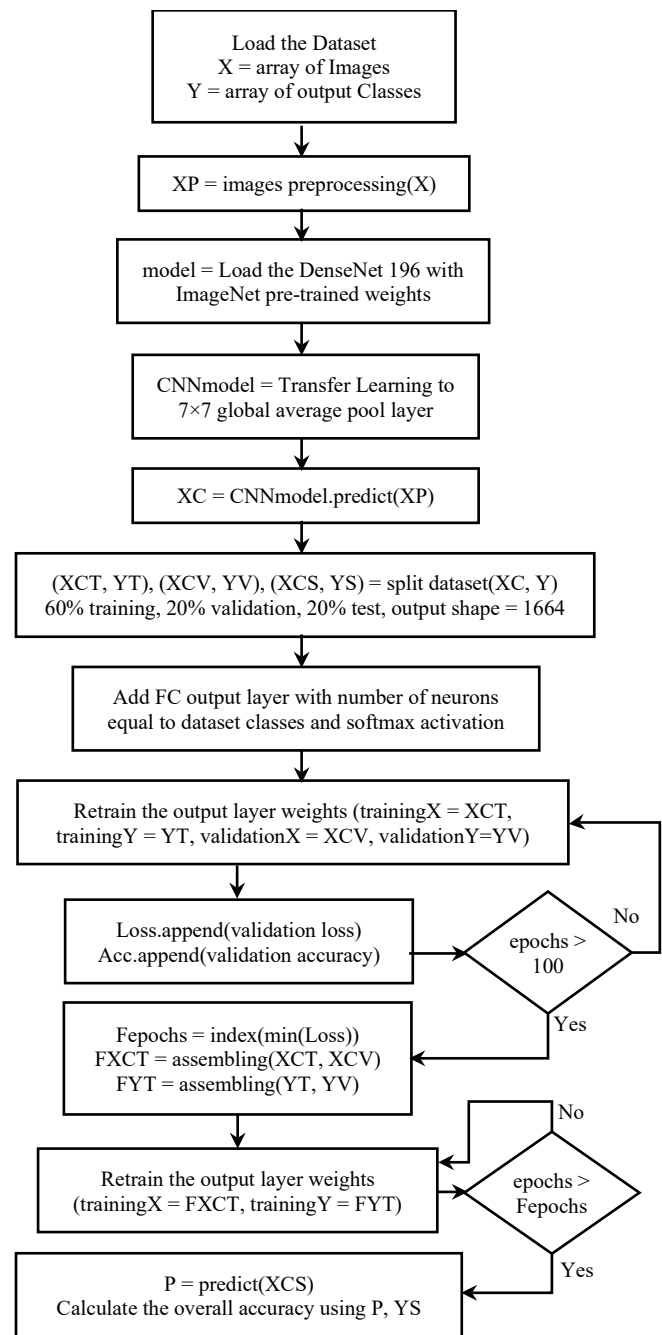 Load the Dataset
X = array of Images
Y = array of output Classes
XP = images preprocessing(X)
model = Load the DenseNet 196 with
ImageNet pre-trained weights
CNNmodel = Transfer Learning to
7×7 global average pool layer
XC = CNNmodel.predict(XP)
(XCT, YT), (XCV, YV), (XCS, YS) = split dataset(XC, Y)
60% training, 20% validation, 20% test, output shape = 1664
Add FC output layer with number of neurons
equal to dataset classes and softmax activation
Retrain the output layer weights (trainingX = XCT,
trainingY = YT, validationX = XCV, validationY=YV)
Loss.append(validation loss)
Acc.append(validation accuracy)
epochs >
100
No
Yes
Fepochs = index(min(Loss))
FXCT = assembling(XCT, XCV)
FYT = assembling(YT, YV)
Retrain the output layer weights
(trainingX = FXCT, trainingY = FYT)
epochs >
Fepochs
No
Yes
P = predict(XCS)
Calculate the overall accuracy using P, YS